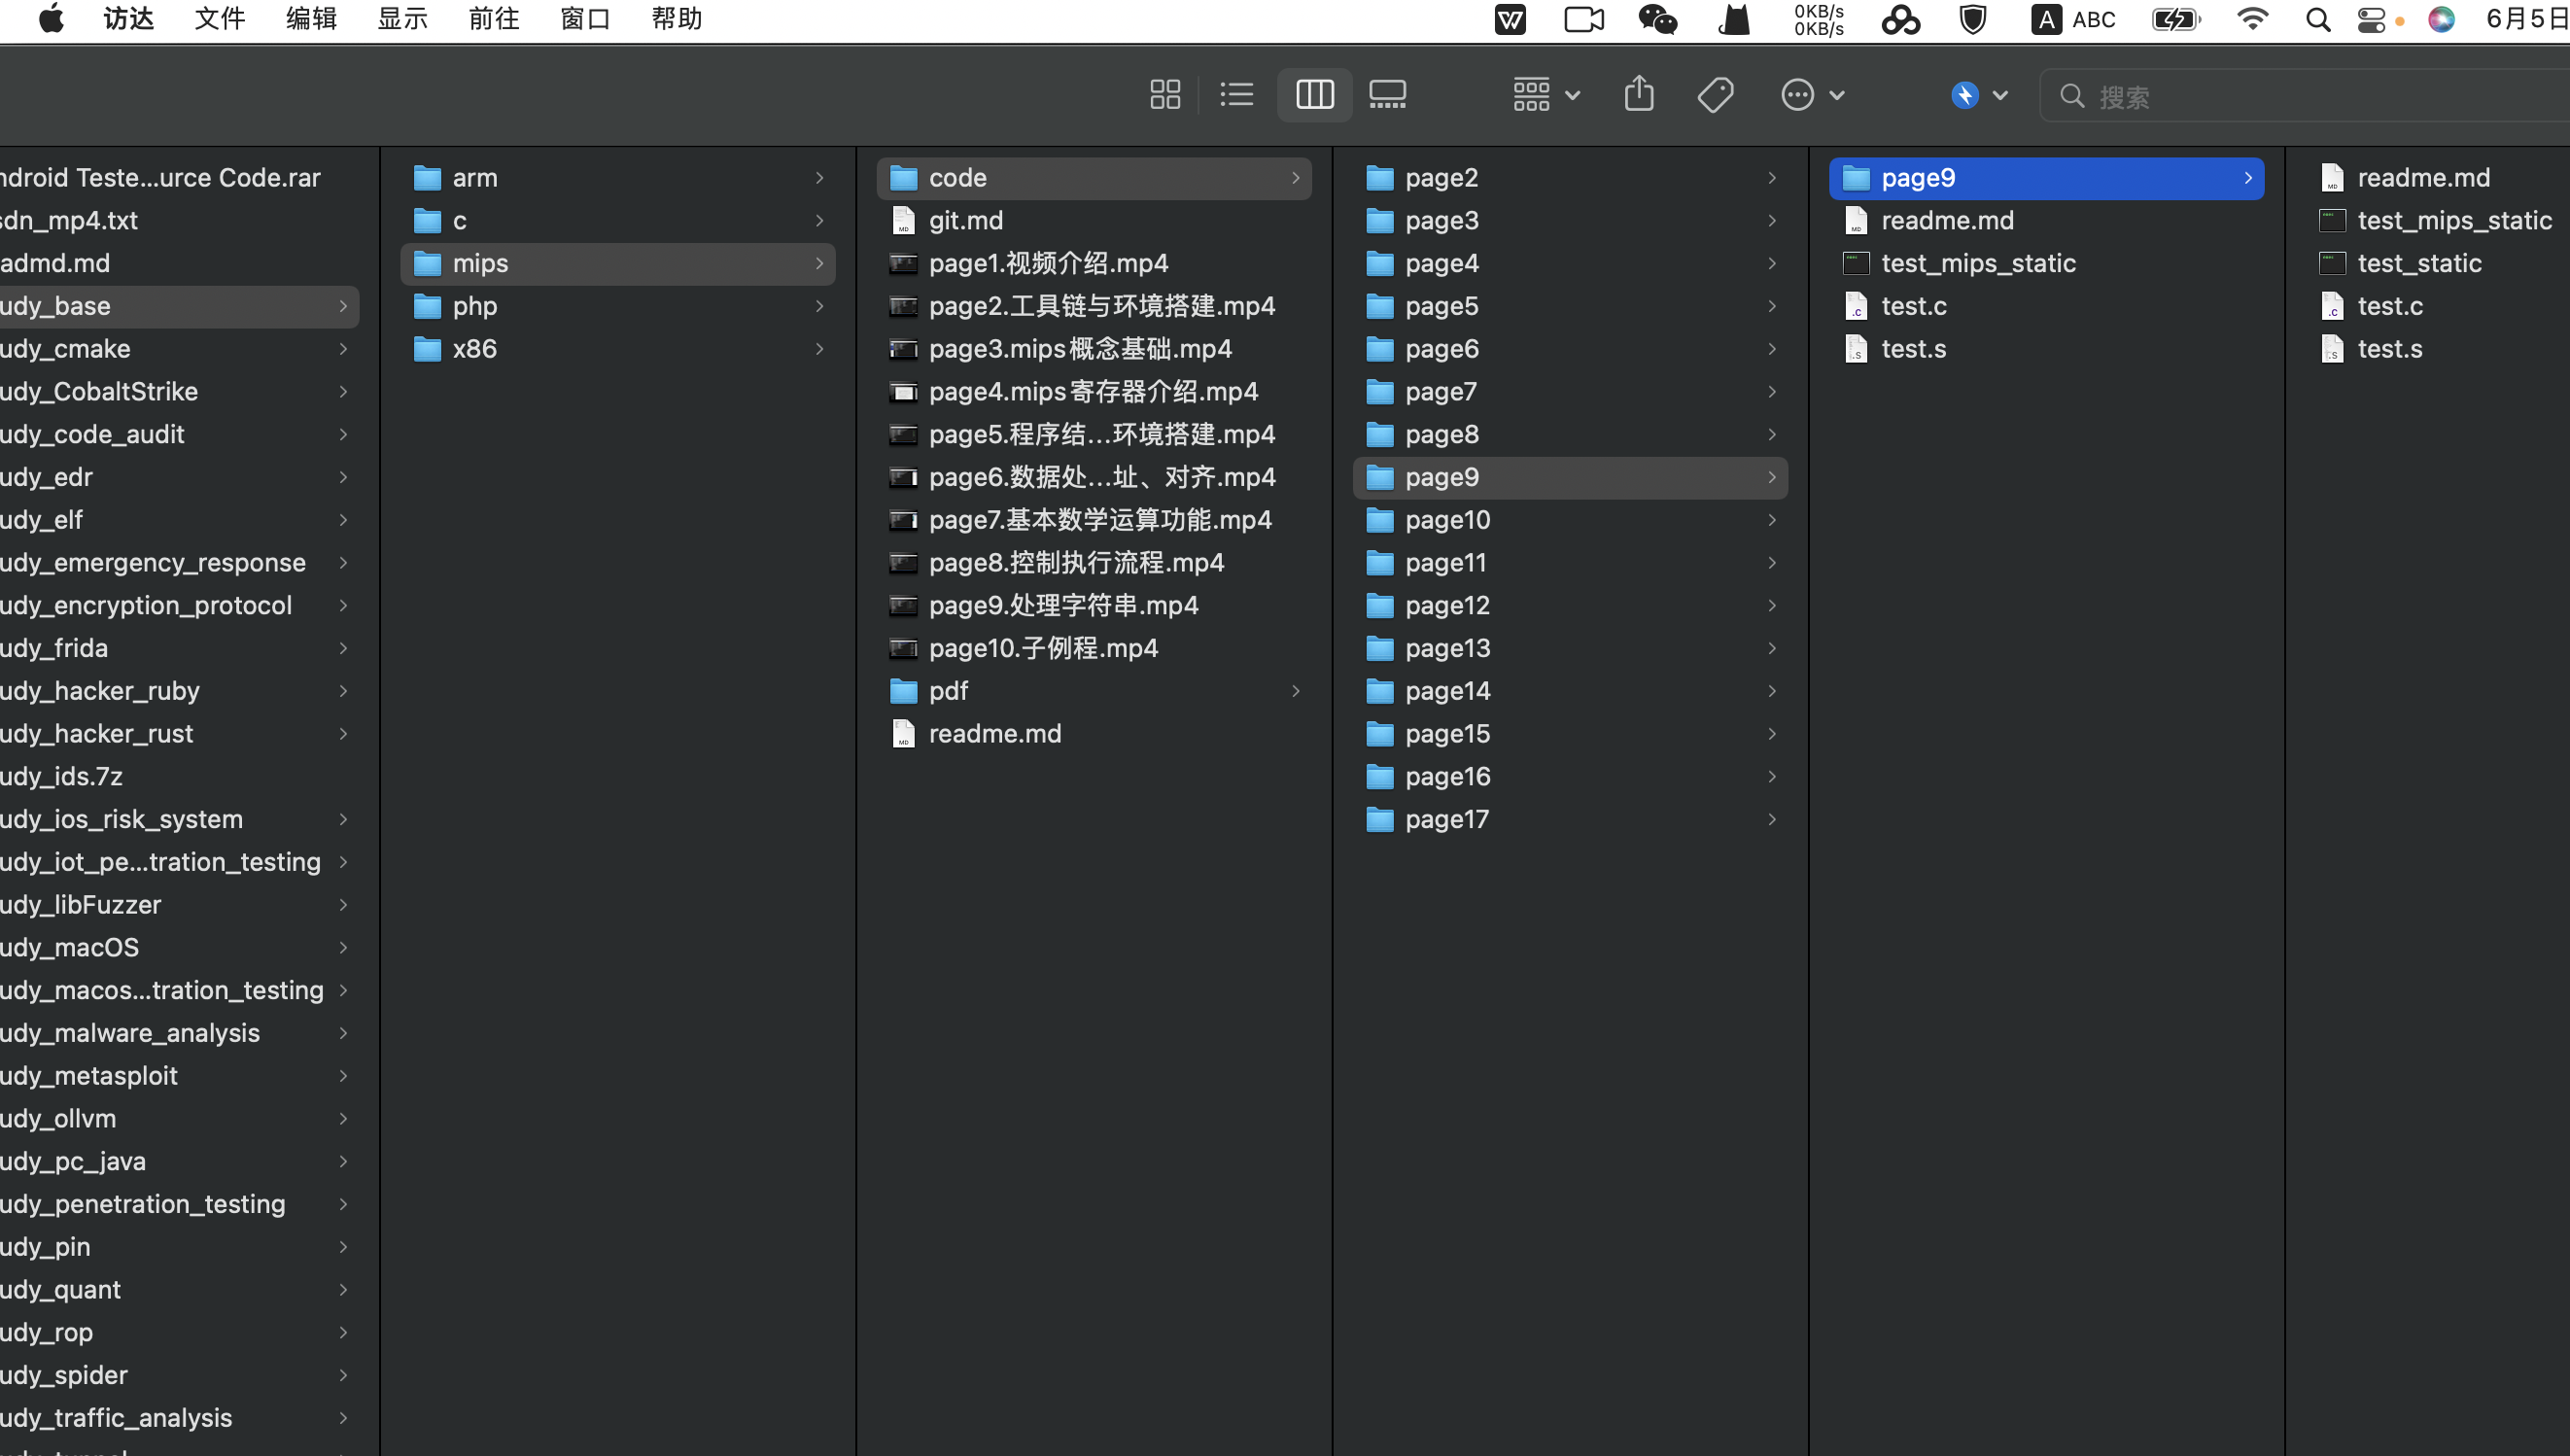 访达 文件 编辑 显示 前往 窗口 帮助 0KB/s 0KB/s A ABC 6月5日
搜索
ndroid Teste...urce Code.rar
sdn_mp4.txt
admd.md
udy_base
udy_cmake
udy_CobaltStrike
udy_code_audit
udy_edr
udy_elf
udy_emergency_response
udy_encryption_protocol
udy_frida
udy_hacker_ruby
udy_hacker_rust
udy_ids.7z
udy_ios_risk_system
udy_iot_pe...tration_testing
udy_libFuzzer
udy_macOS
udy_macos...tration_testing
udy_malware_analysis
udy_metasploit
udy_ollvm
udy_pc_java
udy_penetration_testing
udy_pin
udy_quant
udy_rop
udy_spider
udy_traffic_analysis
arm
c
mips
php
x86
code
git.md
page1.视频介绍.mp4
page2.工具链与环境搭建.mp4
page3.mips概念基础.mp4
page4.mips寄存器介绍.mp4
page5.程序结...环境搭建.mp4
page6.数据处...址、对齐.mp4
page7.基本数学运算功能.mp4
page8.控制执行流程.mp4
page9.处理字符串.mp4
page10.子例程.mp4
pdf
readme.md
page2
page3
page4
page5
page6
page7
page8
page9
page10
page11
page12
page13
page14
page15
page16
page17
page9
readme.md
test_mips_static
test.c
test.s
readme.md
test_mips_static
test_static
test.c
test.s